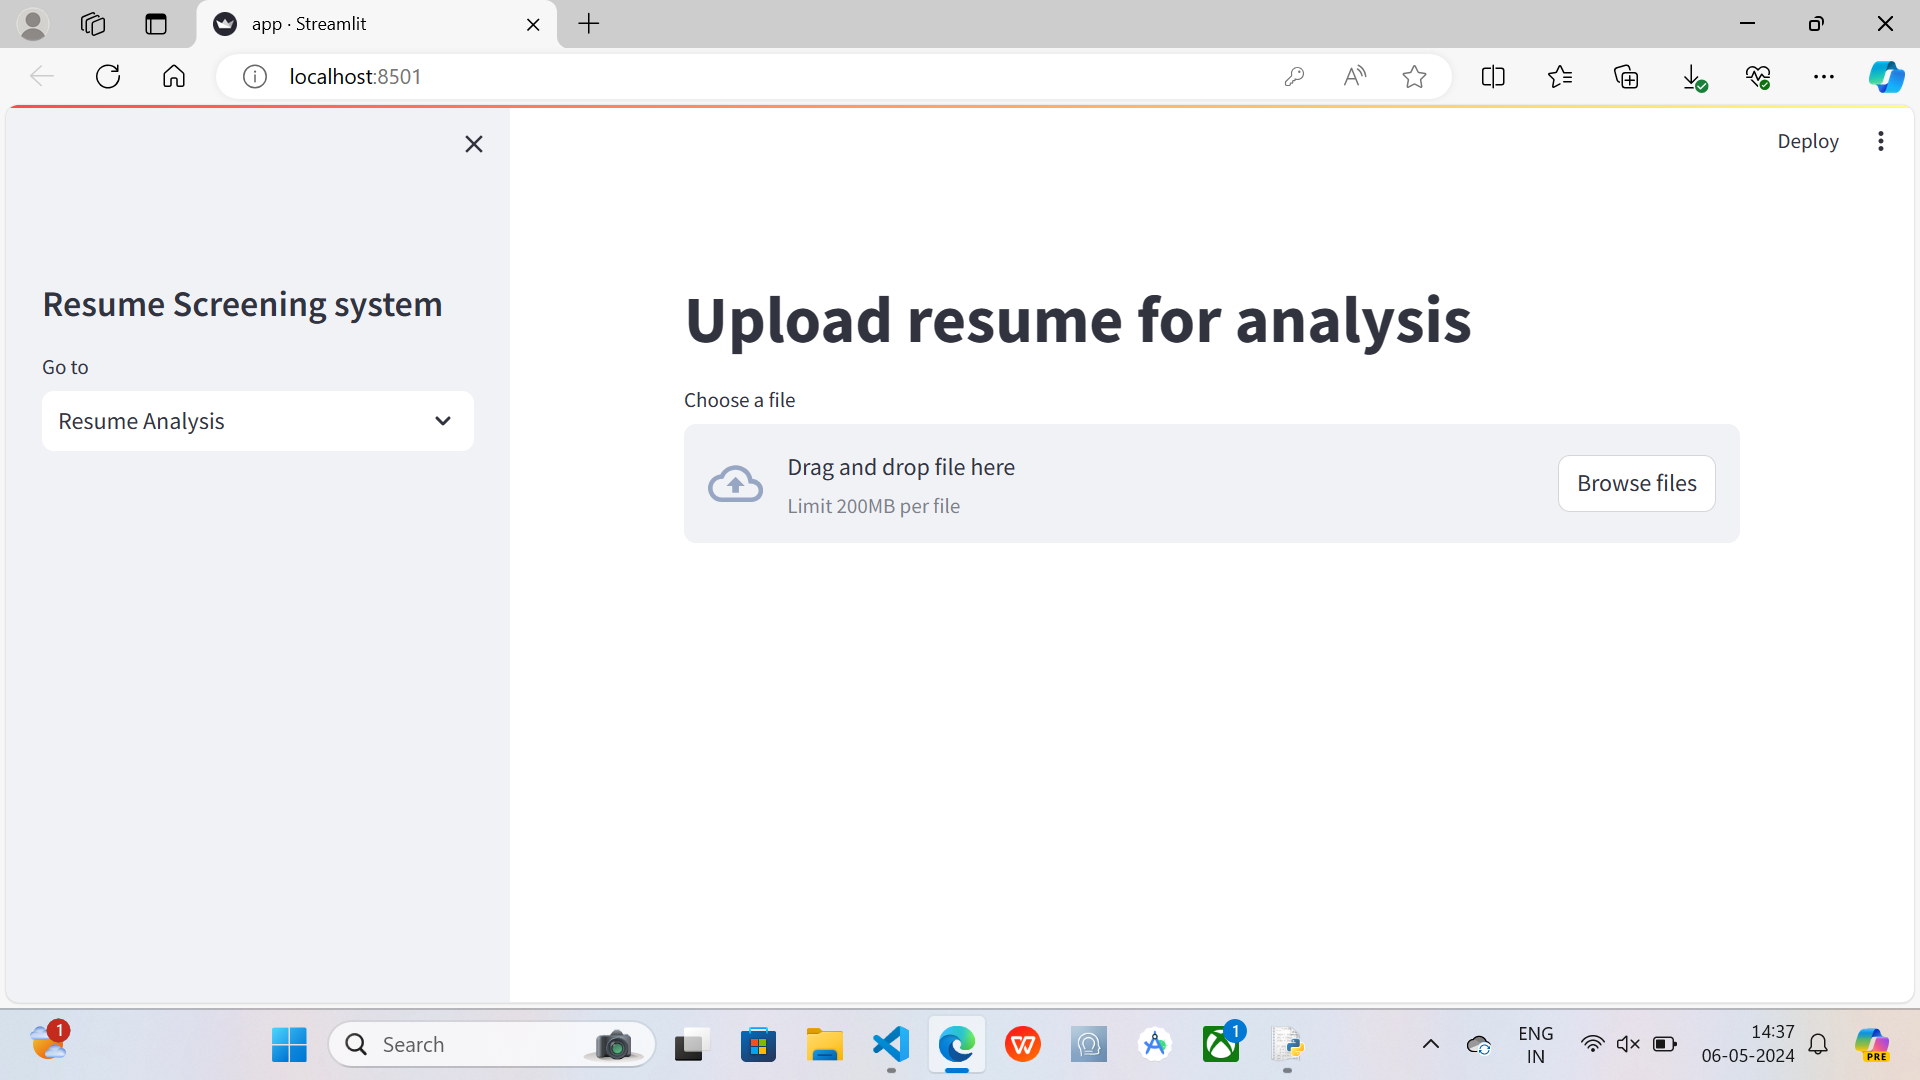 app · Streamlit
localhost:8501
Deploy
Resume Screening system
Go to
Resume Analysis
Upload resume for analysis
Choose a file
Drag and drop file here
Limit 200MB per file
Browse files
1
Search
1
ENG
IN
14:37
06-05-2024
PRE